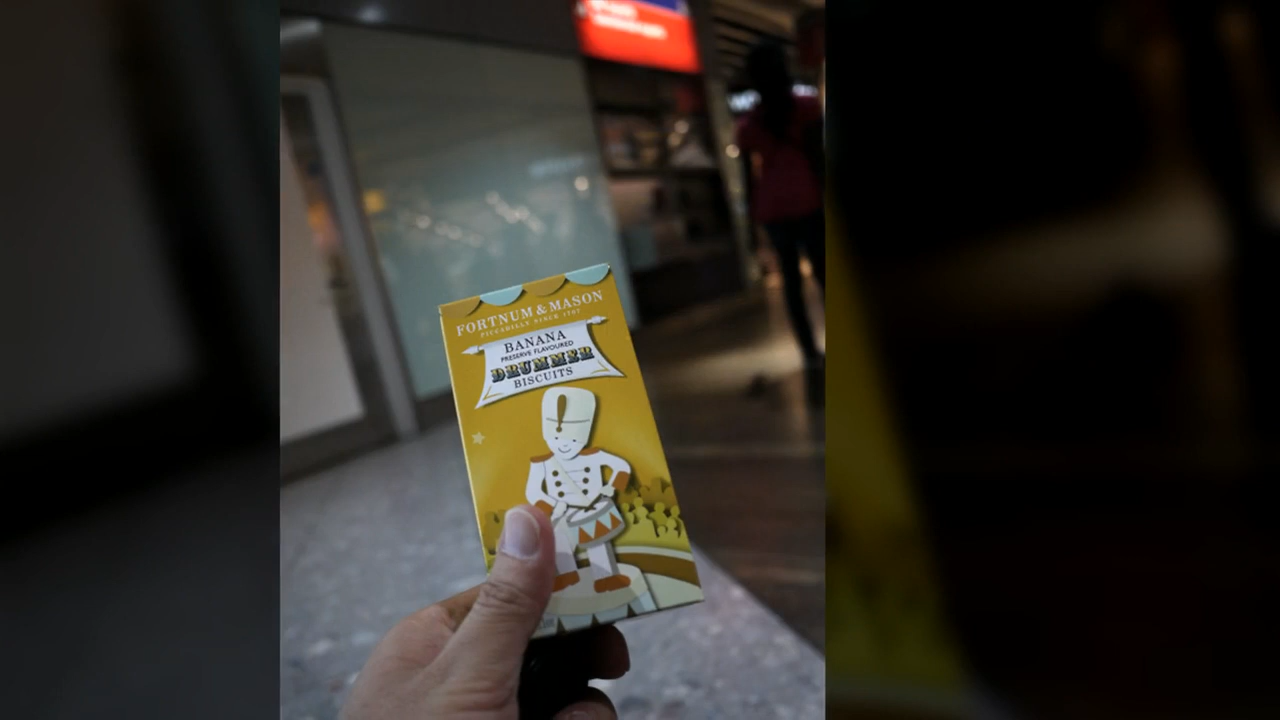 FORTNUM & MASON
PICCADILLY SINCE 1707
BANANA
PRESERVE FLAVOURED
DRUMMER
BISCUITS